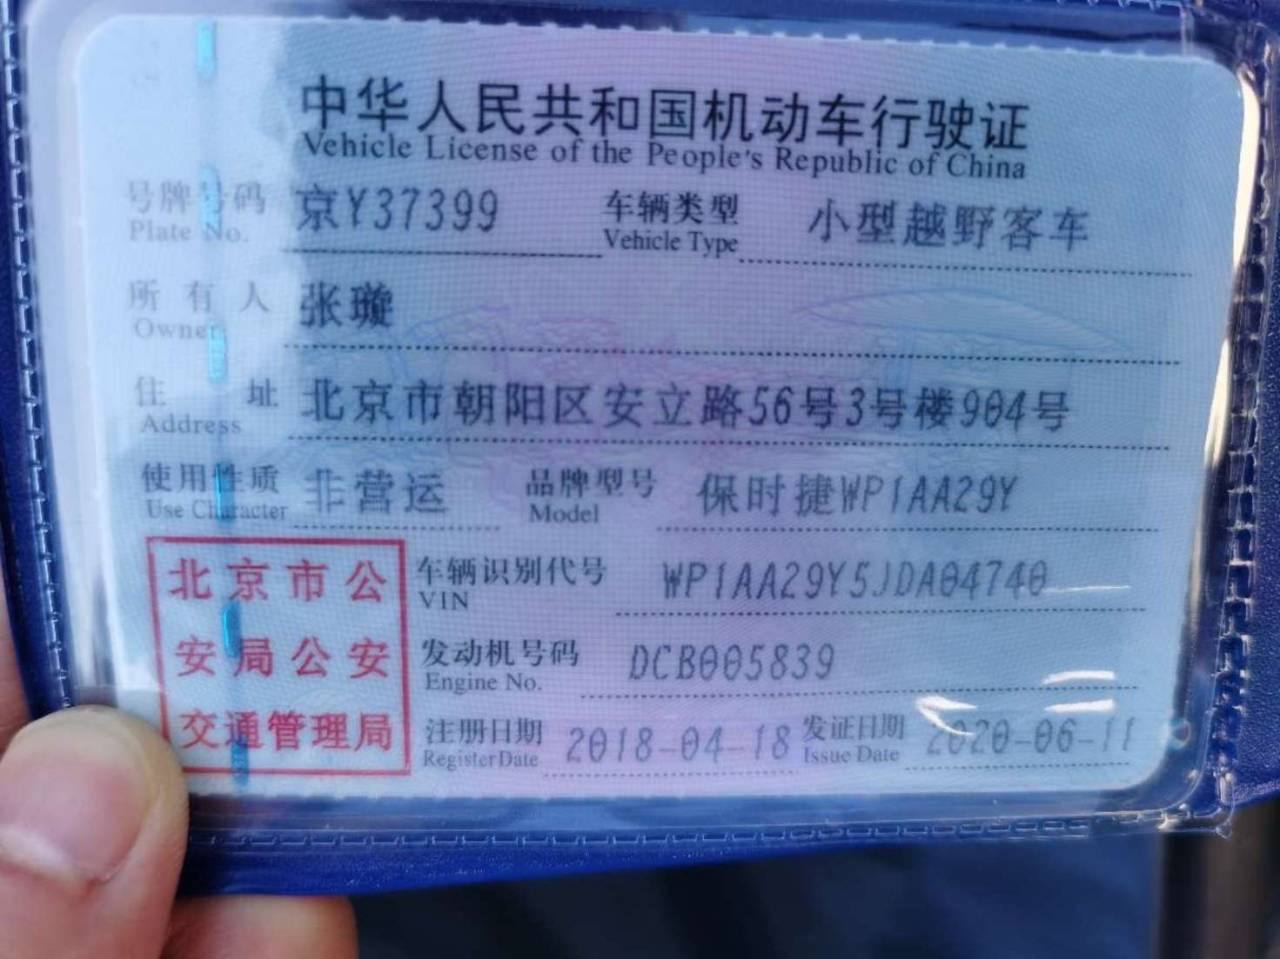 中华人民共和国机动车行驶证
Vehicle License of the People's Republic of China
号牌号码 京Y37399 车辆类型 小型越野客车
Plate No. Vehicle Type
所有人 张璇
Owner
住址 北京市朝阳区安立路56号3号楼904号
Address
使用性质 非营运 品牌型号 保时捷WP1AA29Y
Use Character Model
北京市公
安局公安
交通管理局
车辆识别代号 WP1AA29Y5JDA04740
VIN
发动机号码 DCB005839
Engine No.
注册日期 2018-04-18 发证日期 2020-06-11
Register Date Issue Date